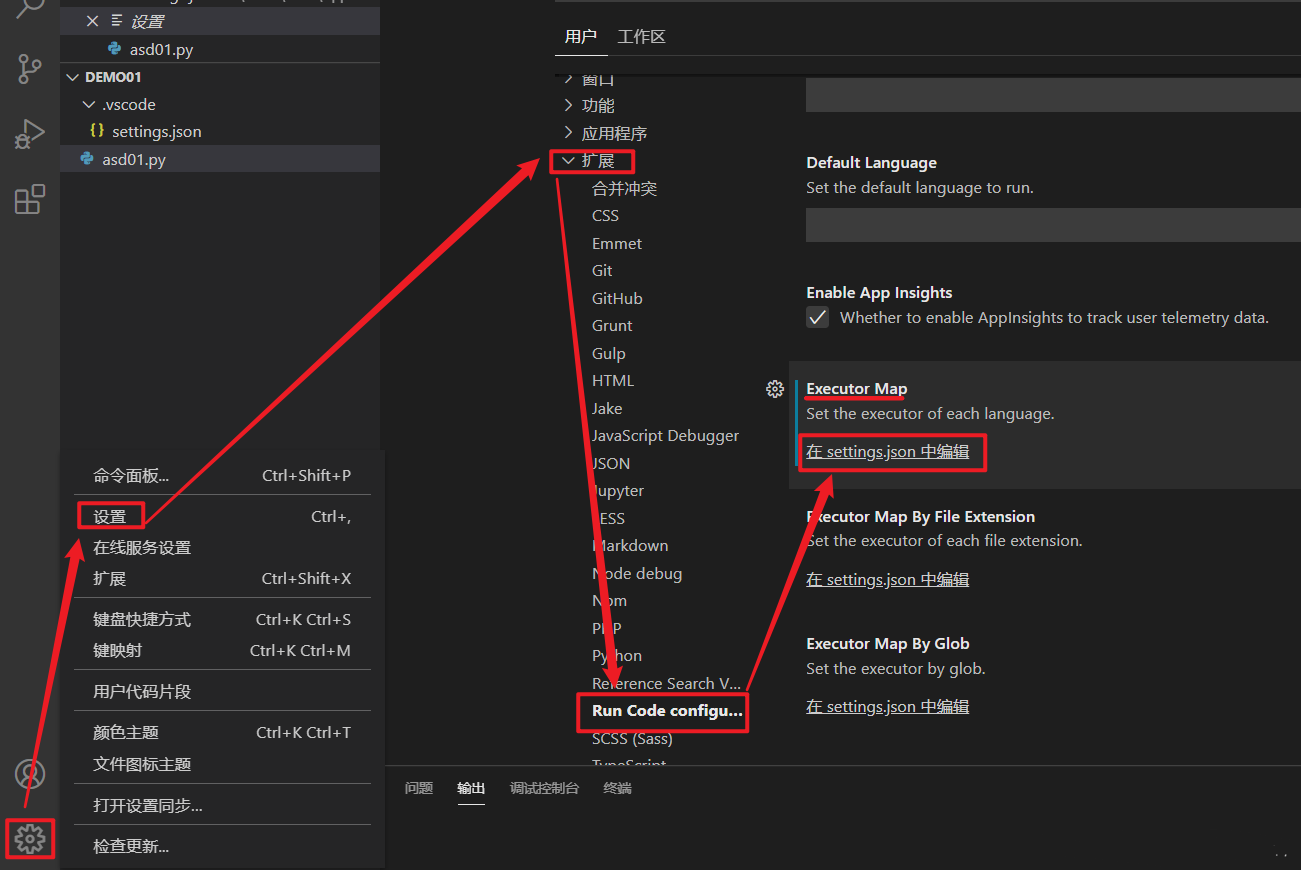 设置
asd01.py
DEMO01
.vscode
{} settings.json
asd01.py
命令面板... Ctrl+Shift+P
设置 Ctrl+,
在线服务设置
扩展 Ctrl+Shift+X
键盘快捷方式 Ctrl+K Ctrl+S
键映射 Ctrl+K Ctrl+M
用户代码片段
颜色主题 Ctrl+K Ctrl+T
文件图标主题
打开设置同步...
检查更新...
用户 工作区
窗口
功能
应用程序
扩展
合并冲突
CSS
Emmet
Git
GitHub
Grunt
Gulp
HTML
Jake
JavaScript Debugger
JSON
Jupyter
LESS
Markdown
Node debug
Npm
PHP
Python
Reference Search V...
Run Code configu...
SCSS (Sass)
TypeScript
Default Language
Set the default language to run.
Enable App Insights
Whether to enable AppInsights to track user telemetry data.
Executor Map
Set the executor of each language.
在 settings.json 中编辑
Executor Map By File Extension
Set the executor of each file extension.
在 settings.json 中编辑
Executor Map By Glob
Set the executor by glob.
在 settings.json 中编辑
问题 输出 调试控制台 终端